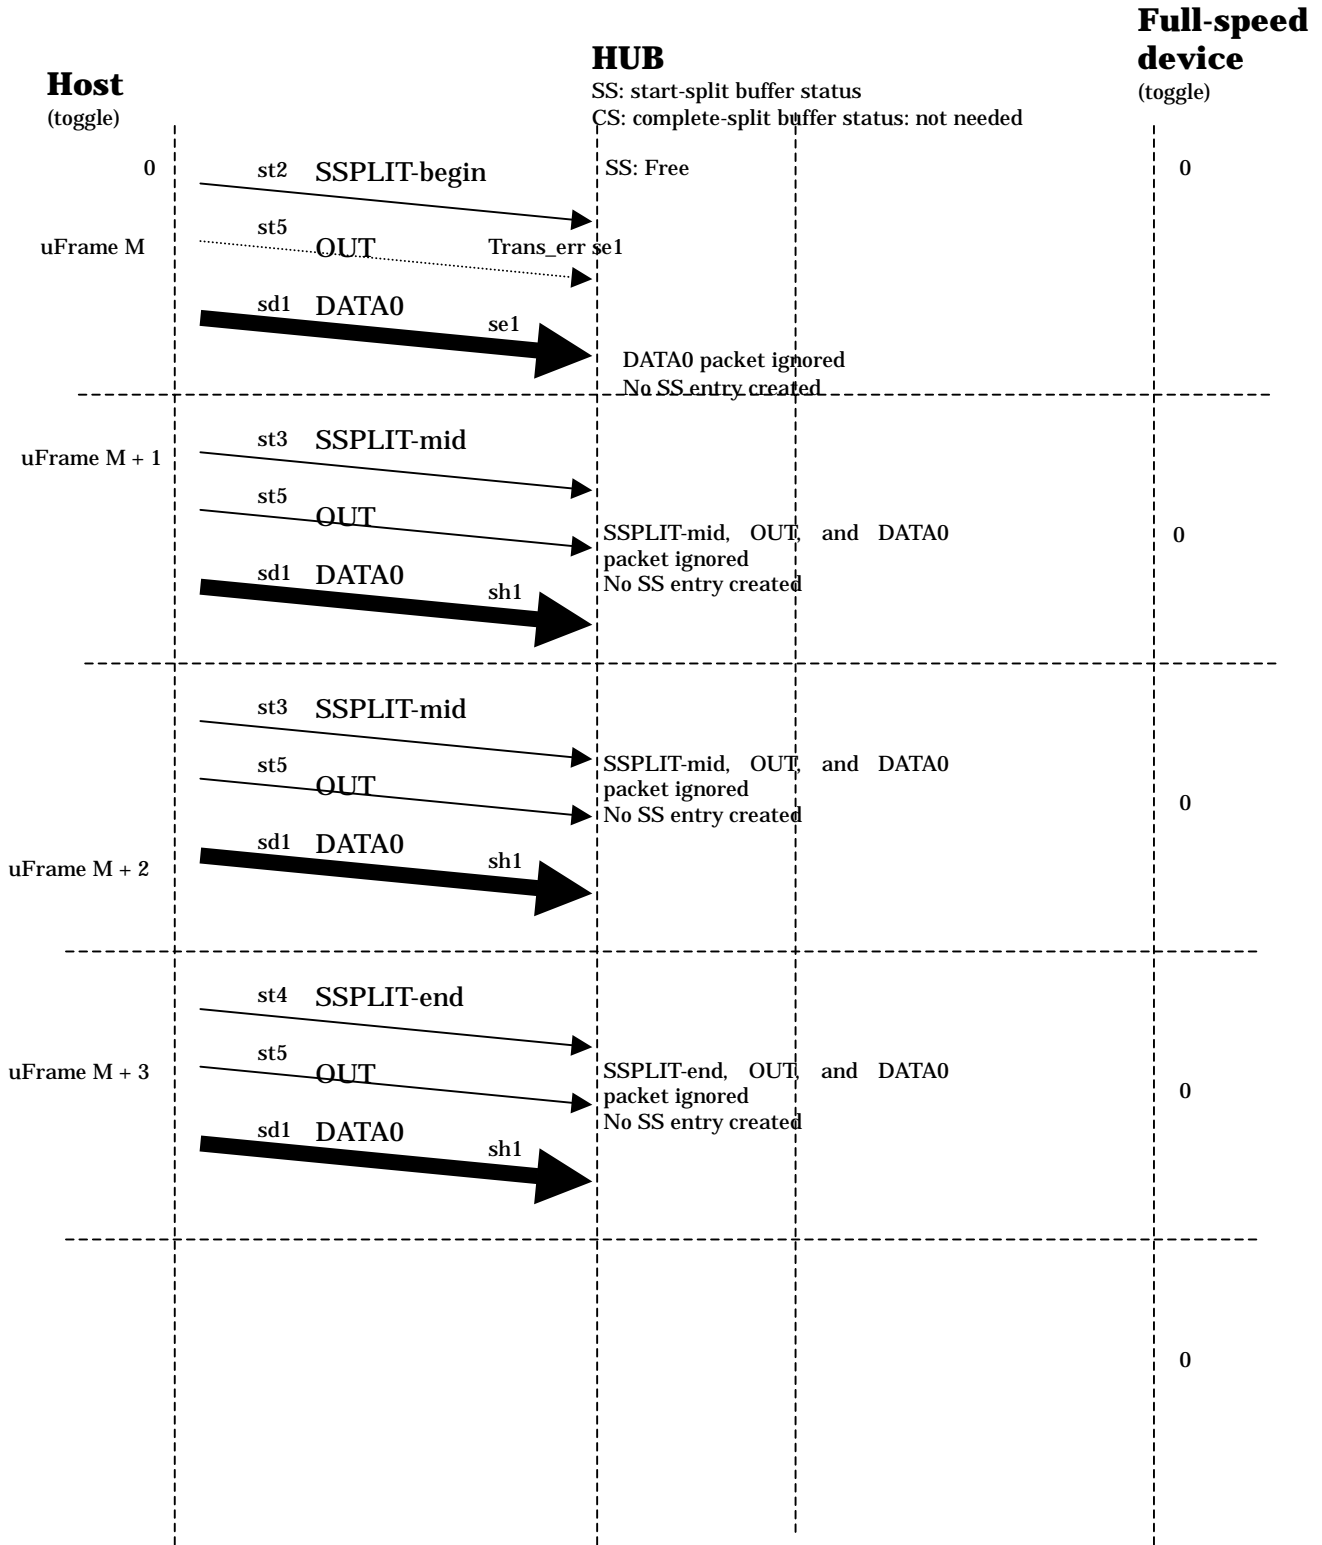 Full-speed
device
(toggle)
HUB
SS: start-split buffer status
CS: complete-split buffer status: not needed
Host
(toggle)
0
st2 SSPLIT-begin
SS: Free
0
uFrame M
st5
OUT
Trans_err se1
sd1 DATA0
se1
DATA0 packet ignored
No SS entry created
uFrame M + 1
st3 SSPLIT-mid
st5
OUT
SSPLIT-mid, OUT, and DATA0
packet ignored
No SS entry created
0
sd1 DATA0
sh1
st3 SSPLIT-mid
st5
OUT
SSPLIT-mid, OUT, and DATA0
packet ignored
No SS entry created
0
sd1 DATA0
sh1
uFrame M + 2
st4 SSPLIT-end
st5
OUT
uFrame M + 3
SSPLIT-end, OUT, and DATA0
packet ignored
No SS entry created
0
sd1 DATA0
sh1
0